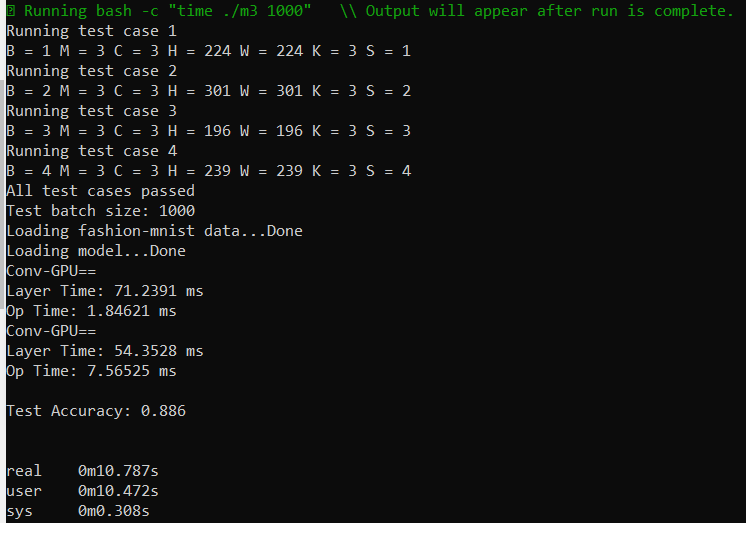 Running bash -c "time ./m3 1000"   \\ Output will appear after run is complete.
Running test case 1
B = 1 M = 3 C = 3 H = 224 W = 224 K = 3 S = 1
Running test case 2
B = 2 M = 3 C = 3 H = 301 W = 301 K = 3 S = 2
Running test case 3
B = 3 M = 3 C = 3 H = 196 W = 196 K = 3 S = 3
Running test case 4
B = 4 M = 3 C = 3 H = 239 W = 239 K = 3 S = 4
All test cases passed
Test batch size: 1000
Loading fashion-mnist data...Done
Loading model...Done
Conv-GPU==
Layer Time: 71.2391 ms
Op Time: 1.84621 ms
Conv-GPU==
Layer Time: 54.3528 ms
Op Time: 7.56525 ms
Test Accuracy: 0.886
real    0m10.787s
user    0m10.472s
sys     0m0.308s